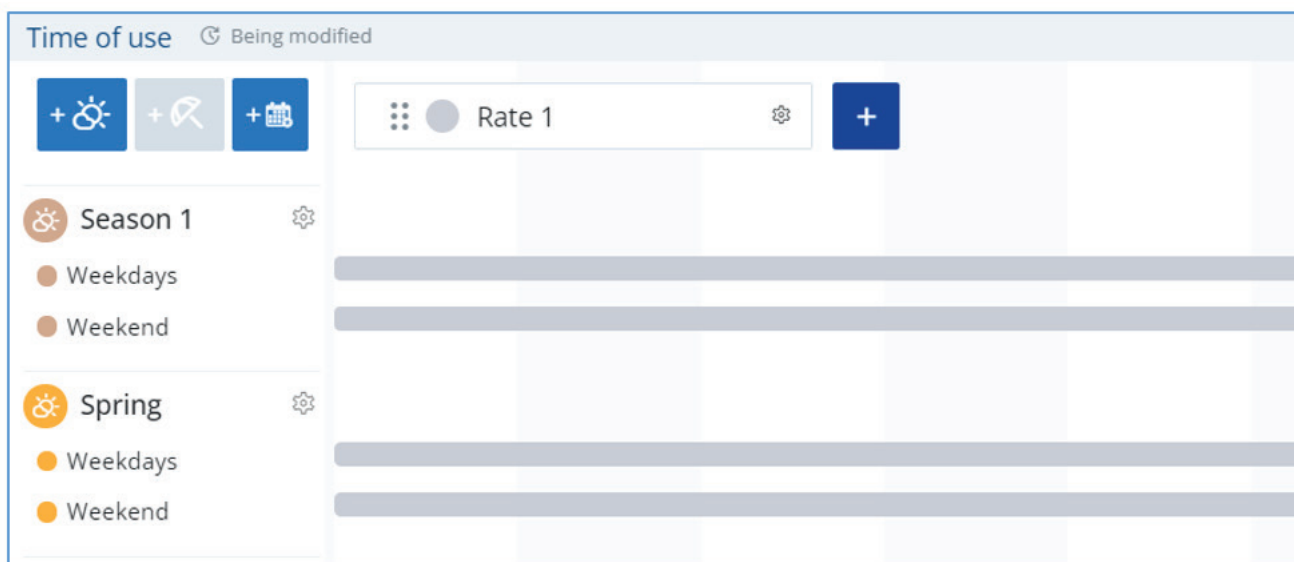 Time of use Being modified
+ + +
Rate 1 +
Season 1
Weekdays
Weekend
Spring
Weekdays
Weekend